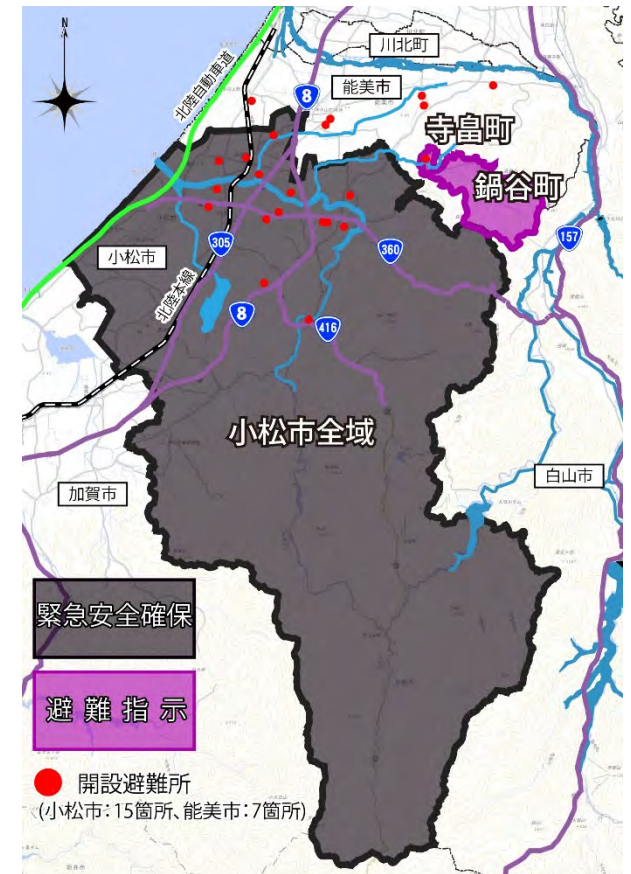 N
北陸自動車道
川北町
能美市
8
寺畠町
鍋谷町
157
305
360
小松市
北陸本線
8
416
小松市全域
白山市
加賀市
緊急安全確保
避難指示
開設避難所
(小松市:15箇所、能美市:7箇所)